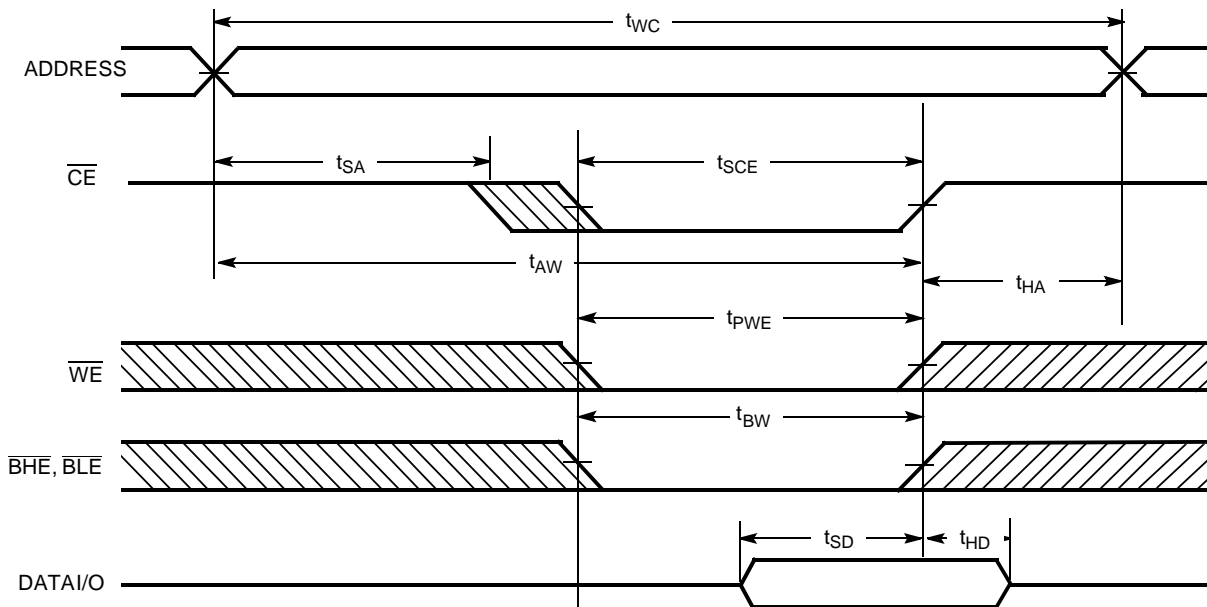 tWC
ADDRESS
tSA
tSCE
CE
tAW
tHA
tPWE
WE
tBW
BHE, BLE
tSD
tHD
DATAI/O